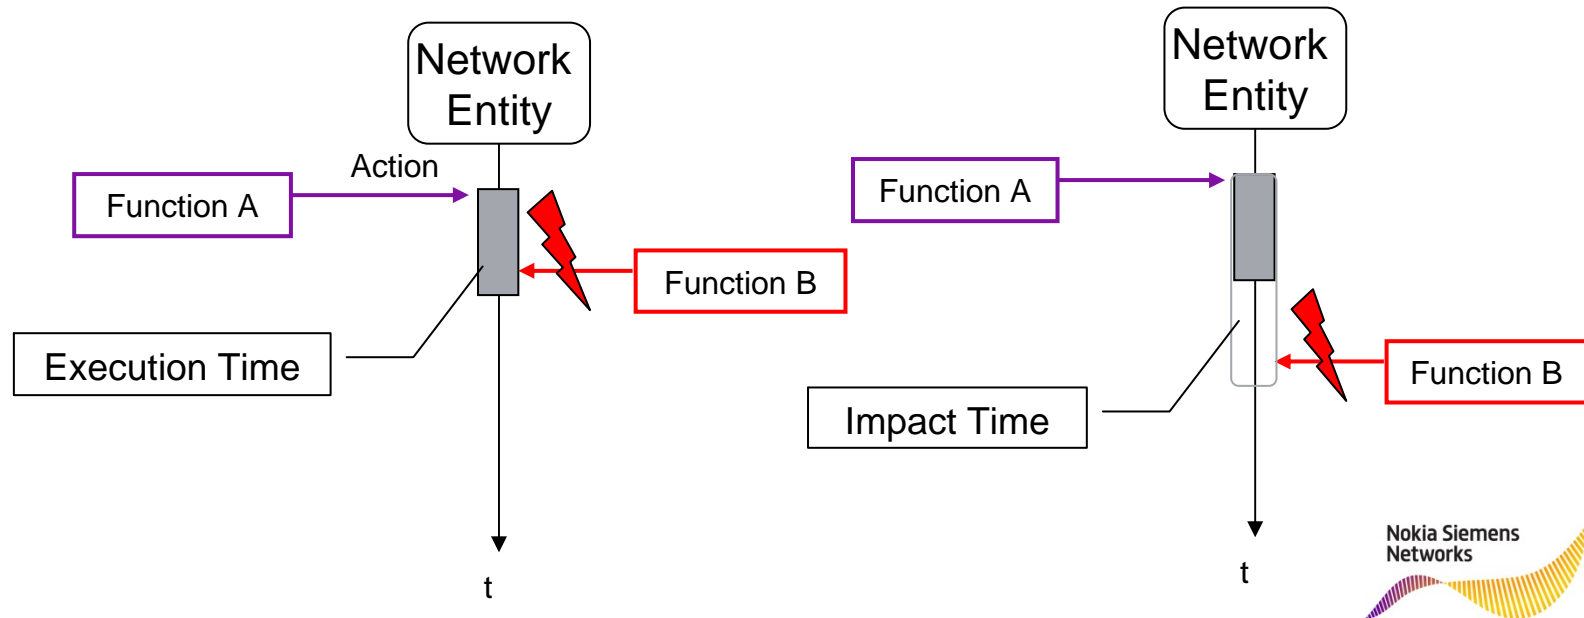 Network
Entity
Action
Function A
Function B
Execution Time
t
Network
Entity
Function A
Function B
Impact Time
t
Nokia Siemens
Networks